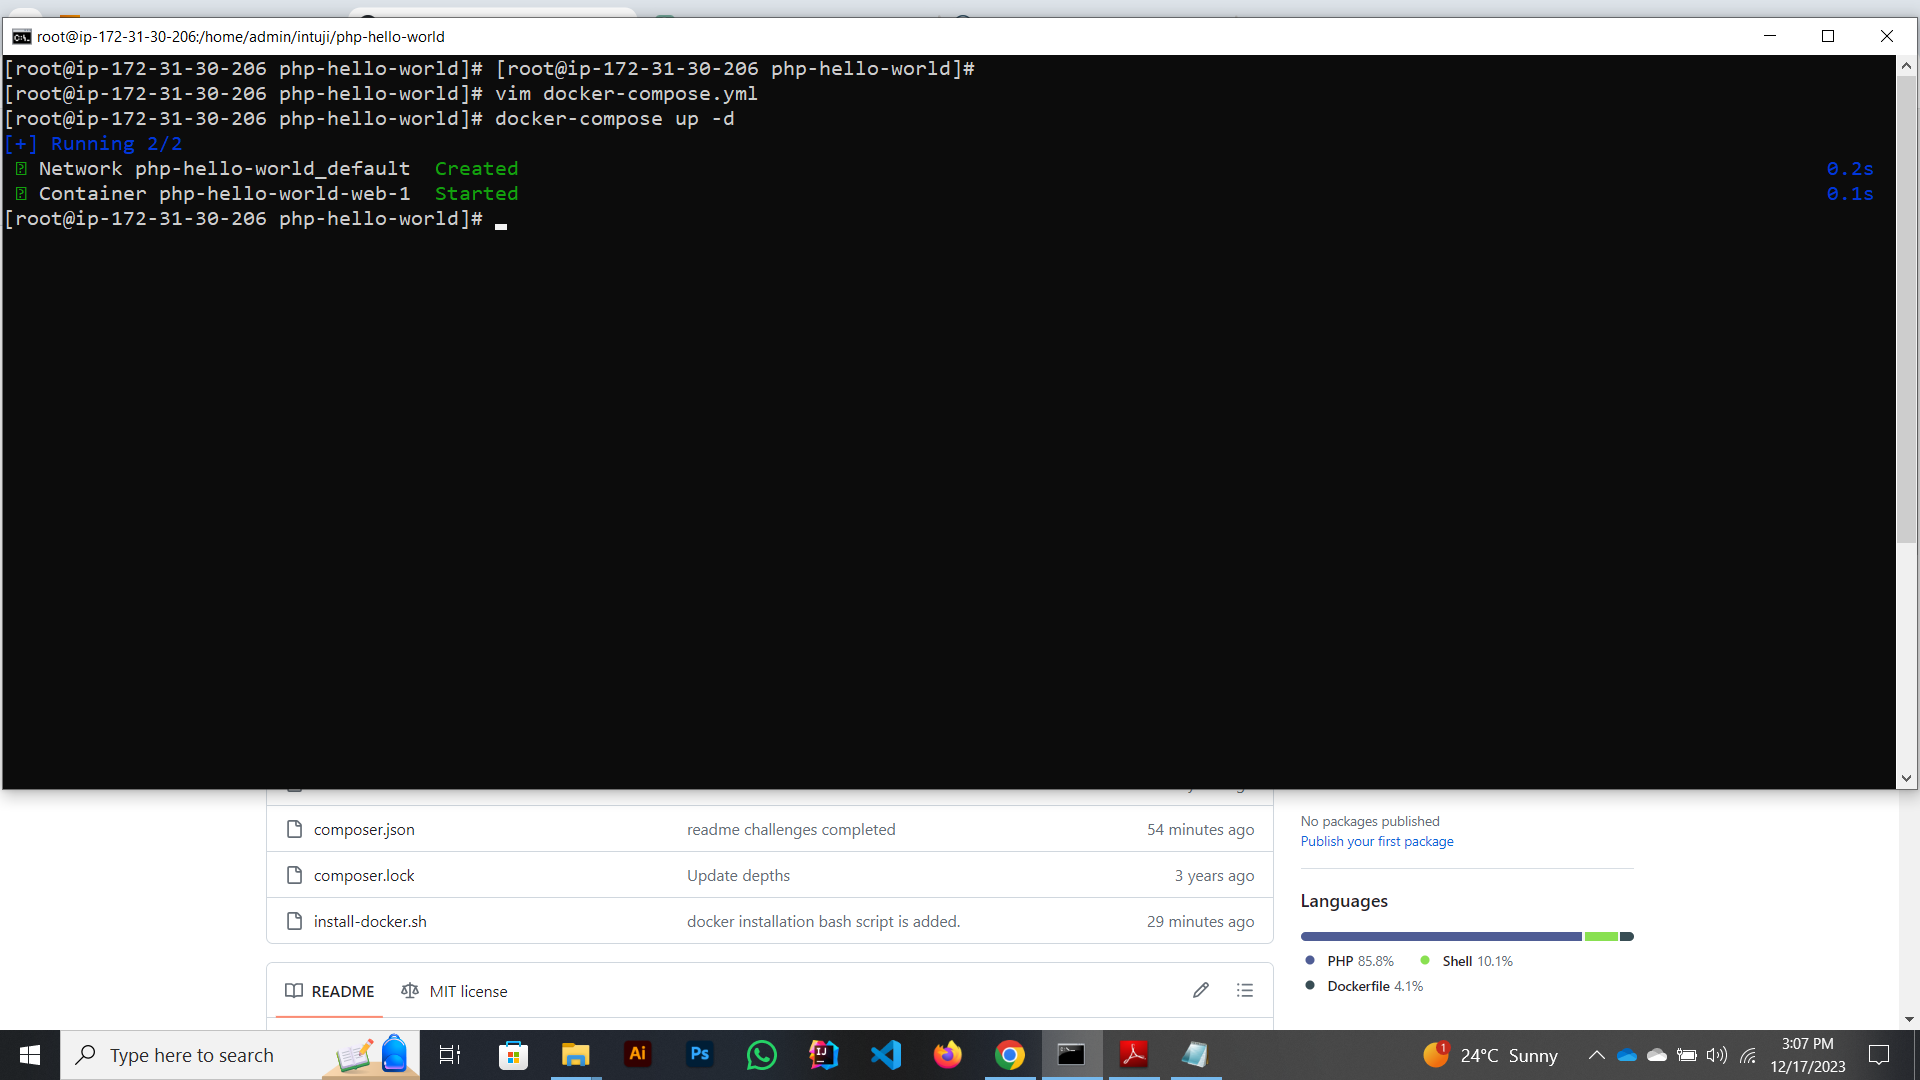 root@ip-172-31-30-206:/home/admin/intuji/php-hello-world
[root@ip-172-31-30-206 php-hello-world]# [root@ip-172-31-30-206 php-hello-world]#
[root@ip-172-31-30-206 php-hello-world]# vim docker-compose.yml
[root@ip-172-31-30-206 php-hello-world]# docker-compose up -d
[+] Running 2/2
Network php-hello-world_default  Created 0.2s
Container php-hello-world-web-1  Started 0.1s
[root@ip-172-31-30-206 php-hello-world]#
composer.json readme challenges completed 54 minutes ago
composer.lock Update depths 3 years ago
install-docker.sh docker installation bash script is added. 29 minutes ago
README MIT license
No packages published
Publish your first package
Languages
PHP 85.8% Shell 10.1%
Dockerfile 4.1%
Type here to search
Ai
Ps
IJ
1
24°C Sunny
3:07 PM
12/17/2023